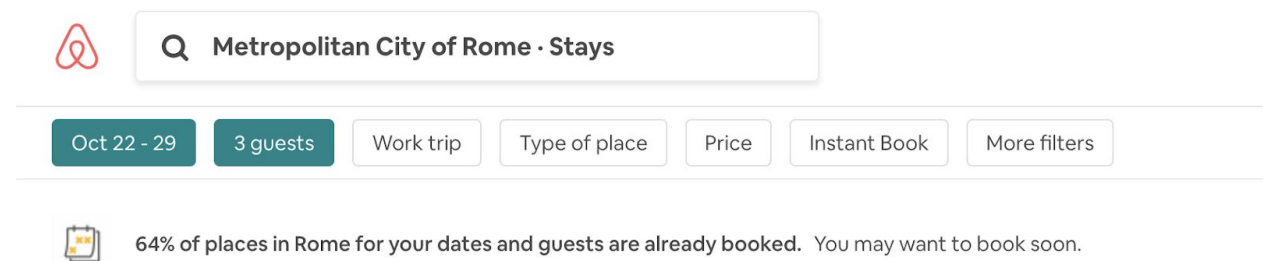 Metropolitan City of Rome · Stays
Oct 22 - 29 3 guests Work trip Type of place Price Instant Book More filters
64% of places in Rome for your dates and guests are already booked. You may want to book soon.